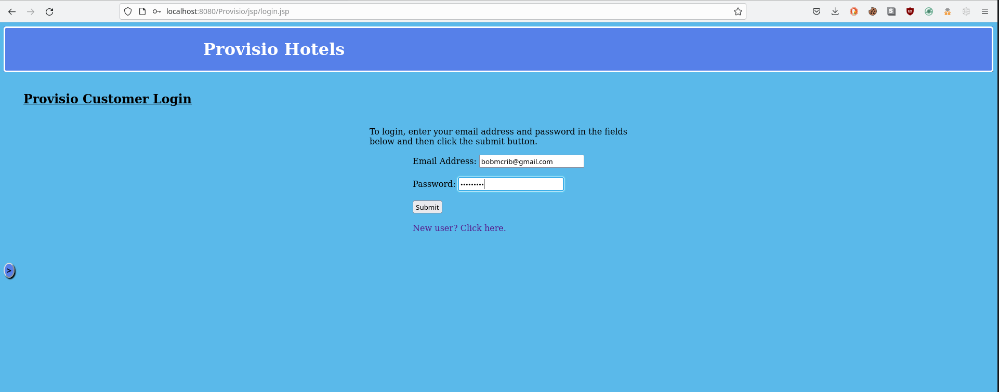 localhost:8080/Provisio/jsp/login.jsp
Provisio Hotels
Provisio Customer Login
To login, enter your email address and password in the fields
below and then click the submit button.
Email Address: bobmcrib@gmail.com
Password: •••••••••
Submit
New user? Click here.
>